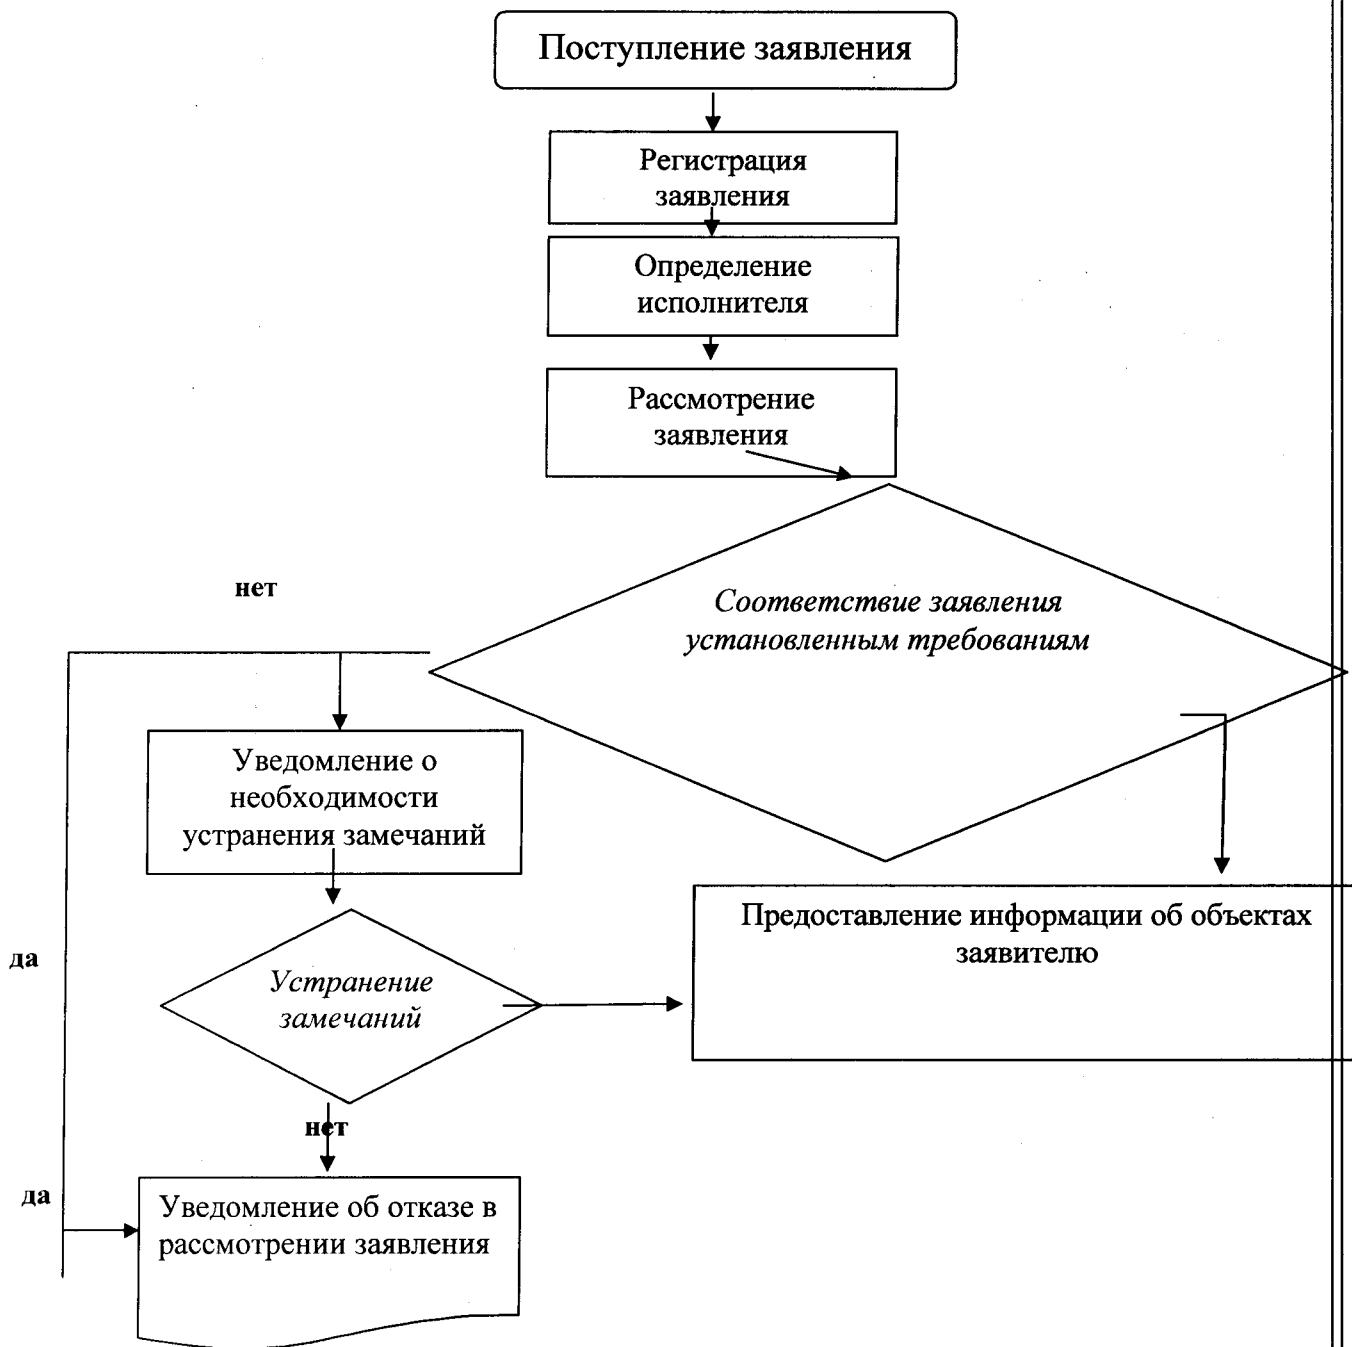 Поступление заявления
Регистрация
заявления
Определение
исполнителя
Рассмотрение
заявления
нет
Соответствие заявления
установленным требованиям
Уведомление о
необходимости
устранения замечаний
Предоставление информации об объектах
заявителю
да
Устранение
замечаний
нет
да
Уведомление об отказе в
рассмотрении заявления